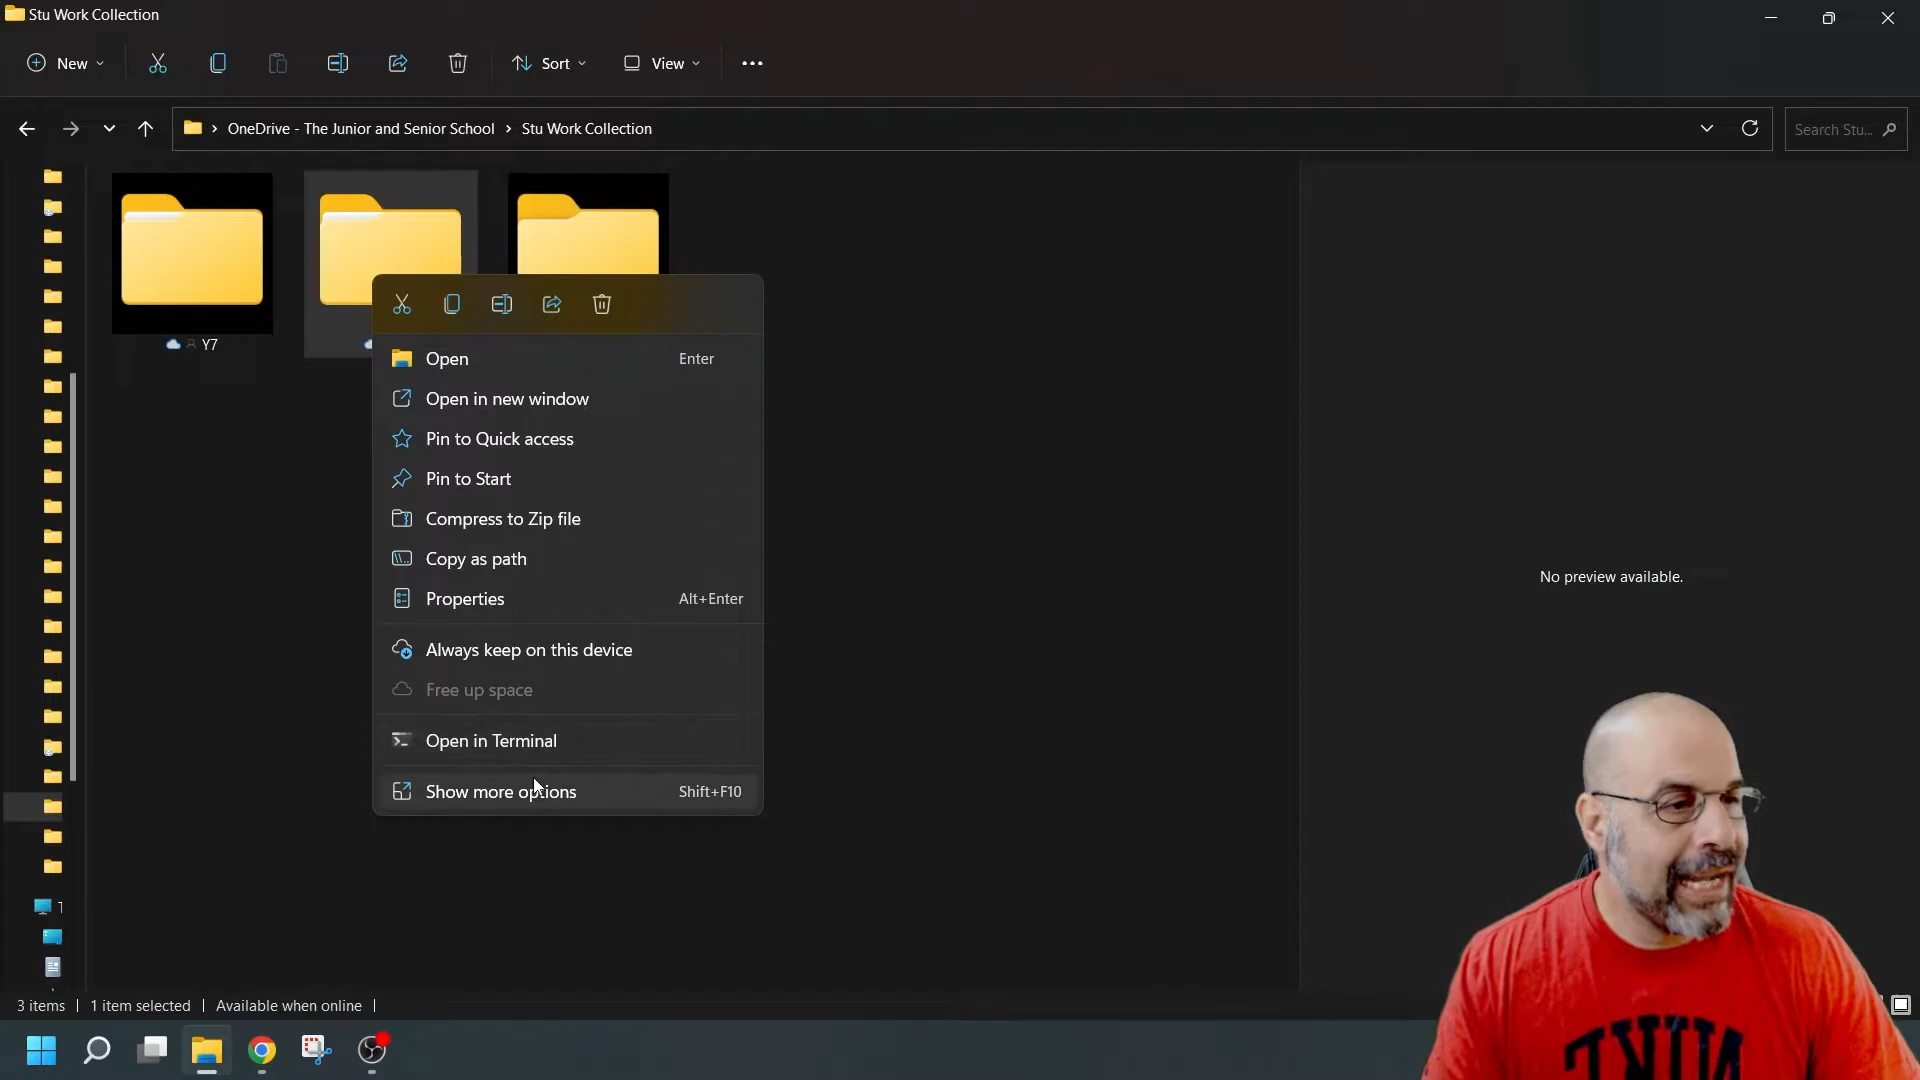 Stu Work Collection
New
Sort
View
OneDrive - The Junior and Senior School > Stu Work Collection
Search Stu...
Y7
Open Enter
Open in new window
Pin to Quick access
Pin to Start
Compress to Zip file
Copy as path
Properties Alt+Enter
Always keep on this device
Free up space
Open in Terminal
Show more options Shift+F10
No preview available.
T
3 items
1 item selected
Available when online